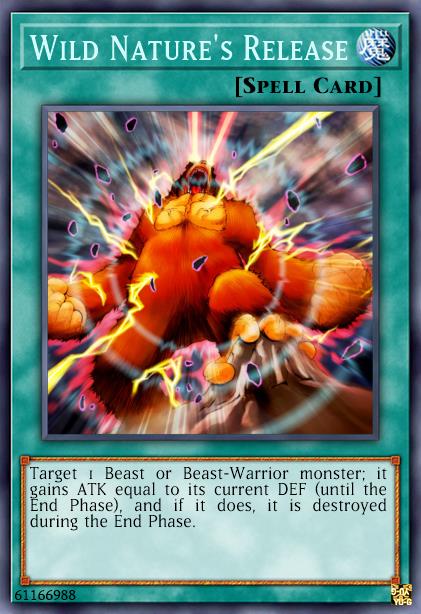 Wild Nature's Release 魔
[Spell Card]
Target 1 Beast or Beast-Warrior monster; it
gains ATK equal to its current DEF (until the
End Phase), and if it does, it is destroyed
during the End Phase.
61166988